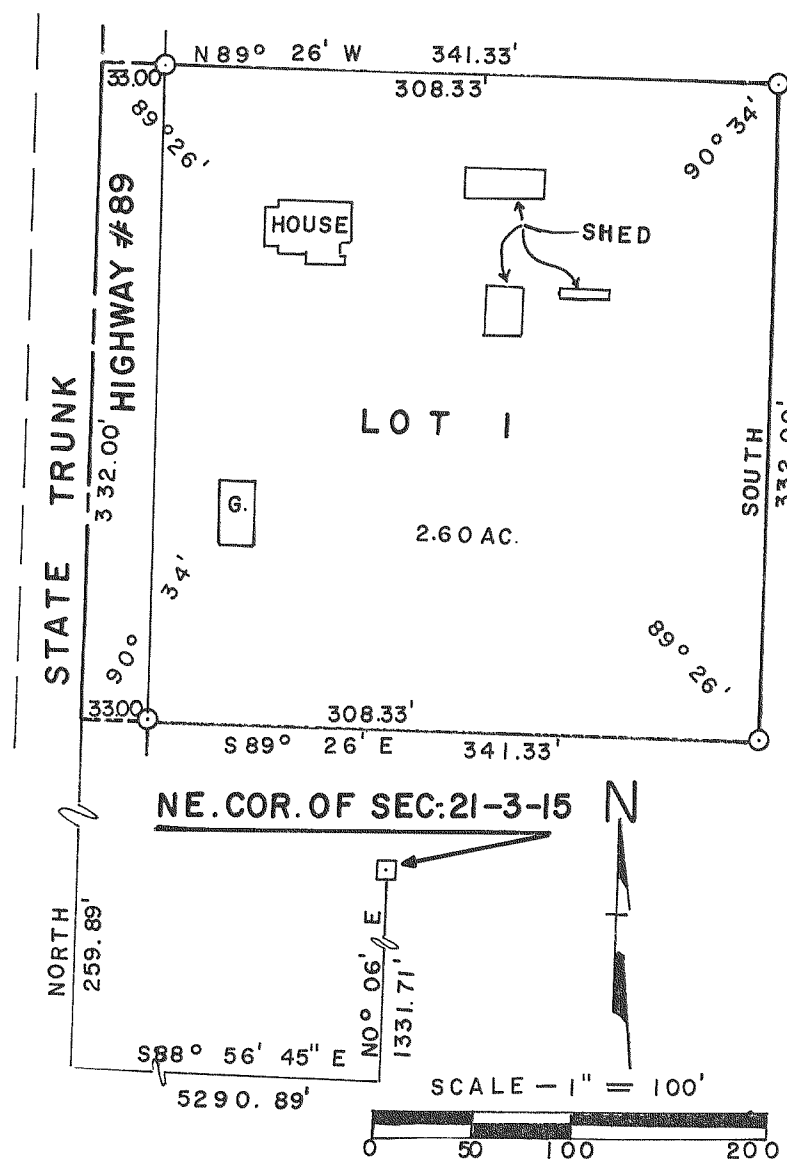 N 89° 26' W 341.33'
33.00
308.33'
89° 26'
90° 34'
HOUSE
SHED
STATE TRUNK
HIGHWAY #89
332.00'
LOT 1
SOUTH
332.00'
G.
2.60 AC.
90° 34'
89° 26'
33.00
308.33'
S 89° 26' E 341.33'
NE. COR. OF SEC: 21-3-15
N
NORTH
259.89'
N0° 06' E
1331.71'
S88° 56' 45" E
5290.89'
SCALE - 1" = 100'
0 50 100 200